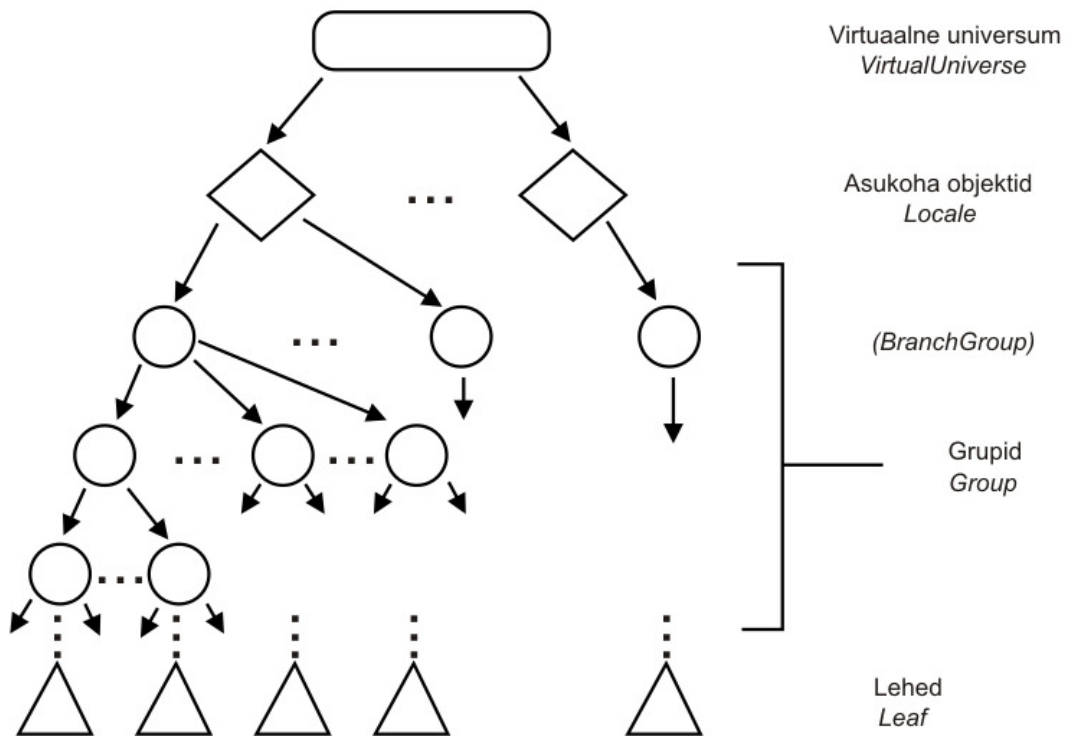 Virtuaalne universum
VirtualUniverse
Asukoha objektid
Locale
(BranchGroup)
Grupid
Group
Lehed
Leaf